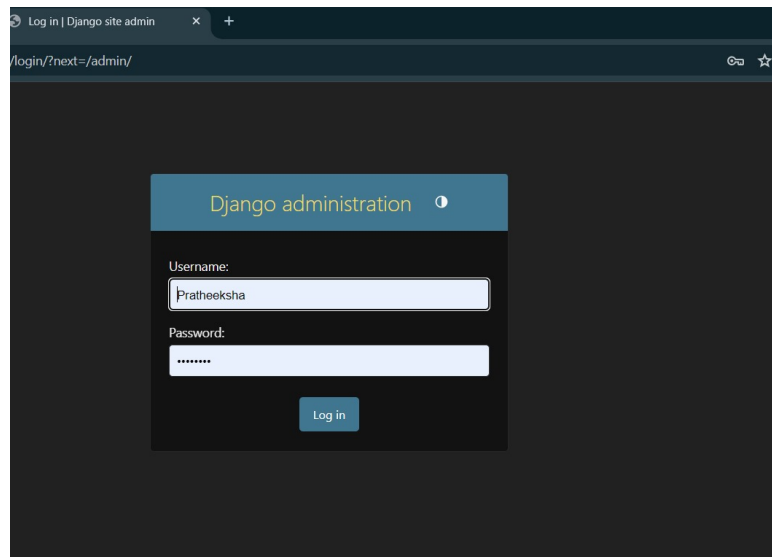 Log in | Django site admin
/login/?next=/admin/
Django administration
Username:
Pratheeksha
Password:
••••••••
Log in